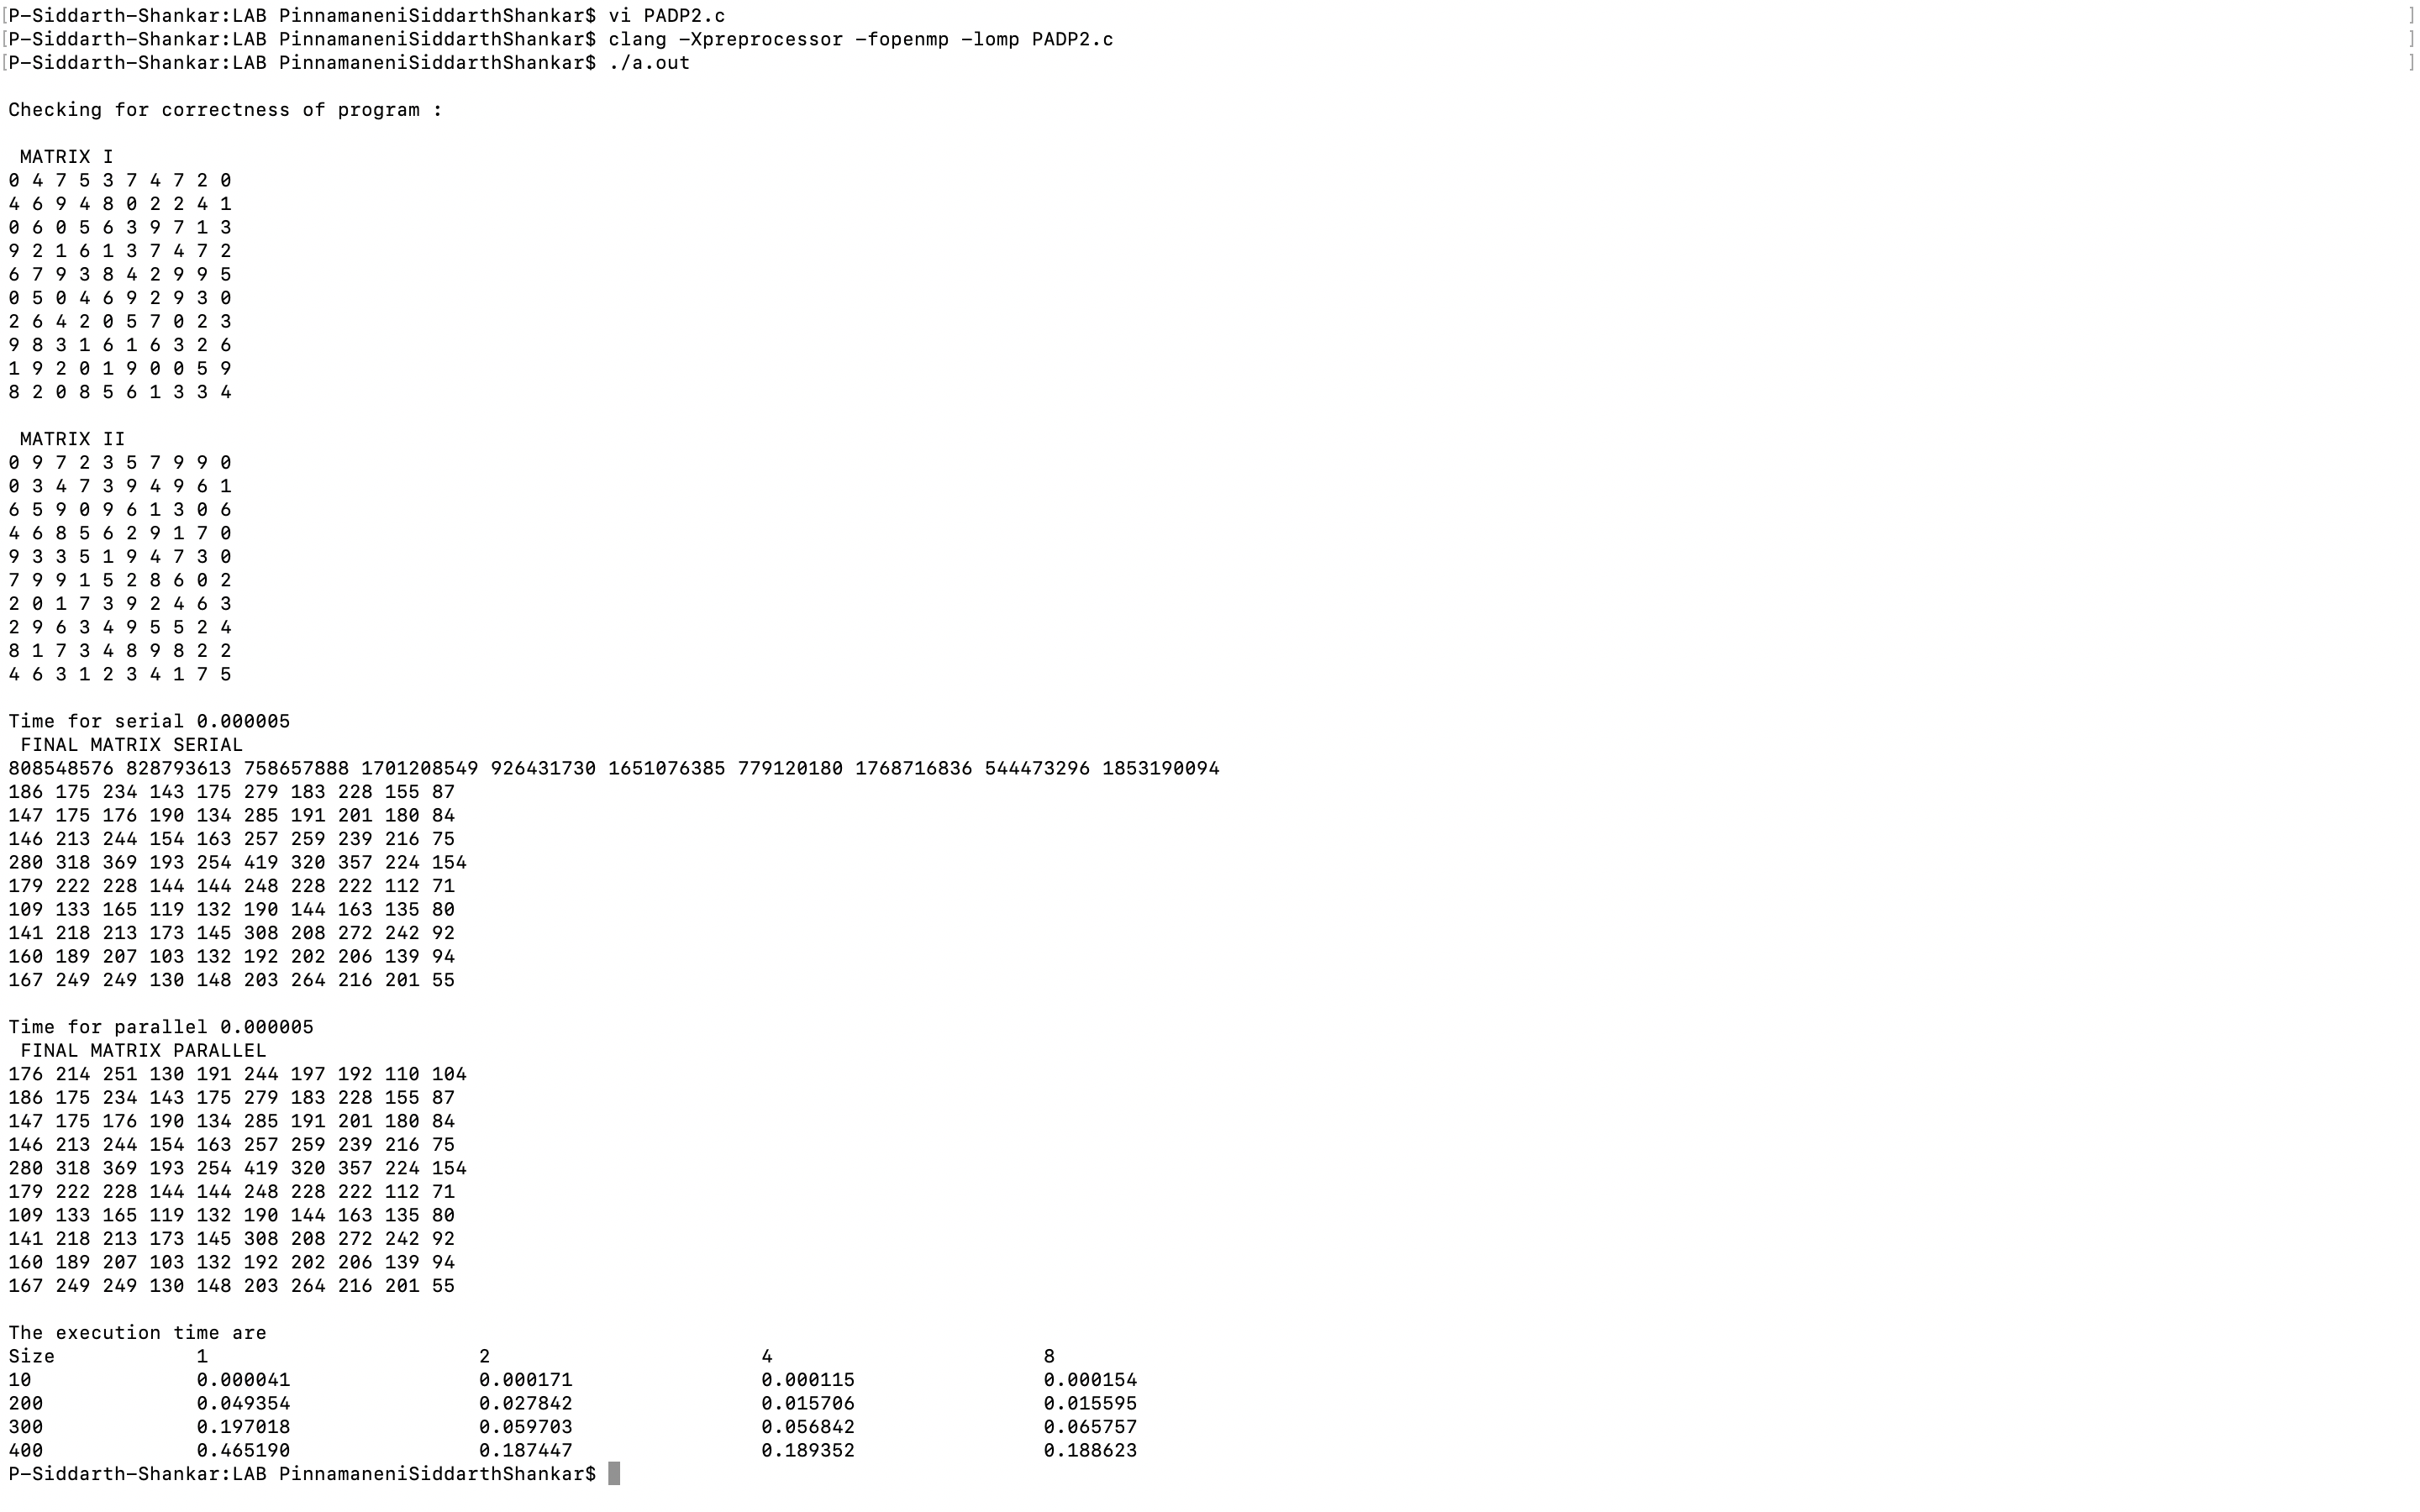 [P-Siddarth-Shankar:LAB PinnamaneniSiddarthShankar$ vi PADP2.c ]
[P-Siddarth-Shankar:LAB PinnamaneniSiddarthShankar$ clang -Xpreprocessor -fopenmp -lomp PADP2.c ]
[P-Siddarth-Shankar:LAB PinnamaneniSiddarthShankar$ ./a.out ]
Checking for correctness of program :
MATRIX I
0 4 7 5 3 7 4 7 2 0
4 6 9 4 8 0 2 2 4 1
0 6 0 5 6 3 9 7 1 3
9 2 1 6 1 3 7 4 7 2
6 7 9 3 8 4 2 9 9 5
0 5 0 4 6 9 2 9 3 0
2 6 4 2 0 5 7 0 2 3
9 8 3 1 6 1 6 3 2 6
1 9 2 0 1 9 0 0 5 9
8 2 0 8 5 6 1 3 3 4
MATRIX II
0 9 7 2 3 5 7 9 9 0
0 3 4 7 3 9 4 9 6 1
6 5 9 0 9 6 1 3 0 6
4 6 8 5 6 2 9 1 7 0
9 3 3 5 1 9 4 7 3 0
7 9 9 1 5 2 8 6 0 2
2 0 1 7 3 9 2 4 6 3
2 9 6 3 4 9 5 5 2 4
8 1 7 3 4 8 9 8 2 2
4 6 3 1 2 3 4 1 7 5
Time for serial 0.000005
FINAL MATRIX SERIAL
808548576 828793613 758657888 1701208549 926431730 1651076385 779120180 1768716836 544473296 1853190094
186 175 234 143 175 279 183 228 155 87
147 175 176 190 134 285 191 201 180 84
146 213 244 154 163 257 259 239 216 75
280 318 369 193 254 419 320 357 224 154
179 222 228 144 144 248 228 222 112 71
109 133 165 119 132 190 144 163 135 80
141 218 213 173 145 308 208 272 242 92
160 189 207 103 132 192 202 206 139 94
167 249 249 130 148 203 264 216 201 55
Time for parallel 0.000005
FINAL MATRIX PARALLEL
176 214 251 130 191 244 197 192 110 104
186 175 234 143 175 279 183 228 155 87
147 175 176 190 134 285 191 201 180 84
146 213 244 154 163 257 259 239 216 75
280 318 369 193 254 419 320 357 224 154
179 222 228 144 144 248 228 222 112 71
109 133 165 119 132 190 144 163 135 80
141 218 213 173 145 308 208 272 242 92
160 189 207 103 132 192 202 206 139 94
167 249 249 130 148 203 264 216 201 55
The execution time are
Size 1 2 4 8
10 0.000041 0.000171 0.000115 0.000154
200 0.049354 0.027842 0.015706 0.015595
300 0.197018 0.059703 0.056842 0.065757
400 0.465190 0.187447 0.189352 0.188623
P-Siddarth-Shankar:LAB PinnamaneniSiddarthShankar$